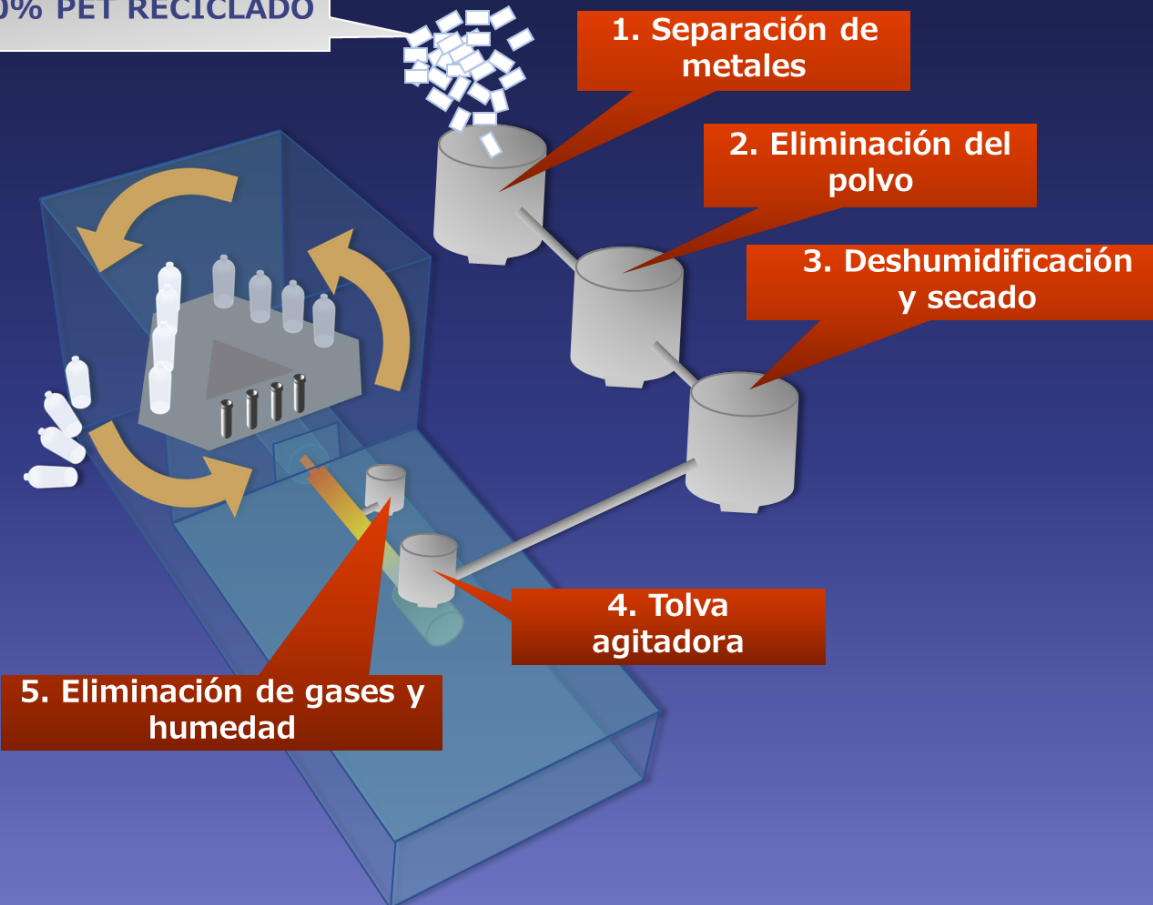 0% PET RECICLADO
1. Separación de
metales
2. Eliminación del
polvo
3. Deshumidificación
y secado
4. Tolva
agitadora
5. Eliminación de gases y
humedad